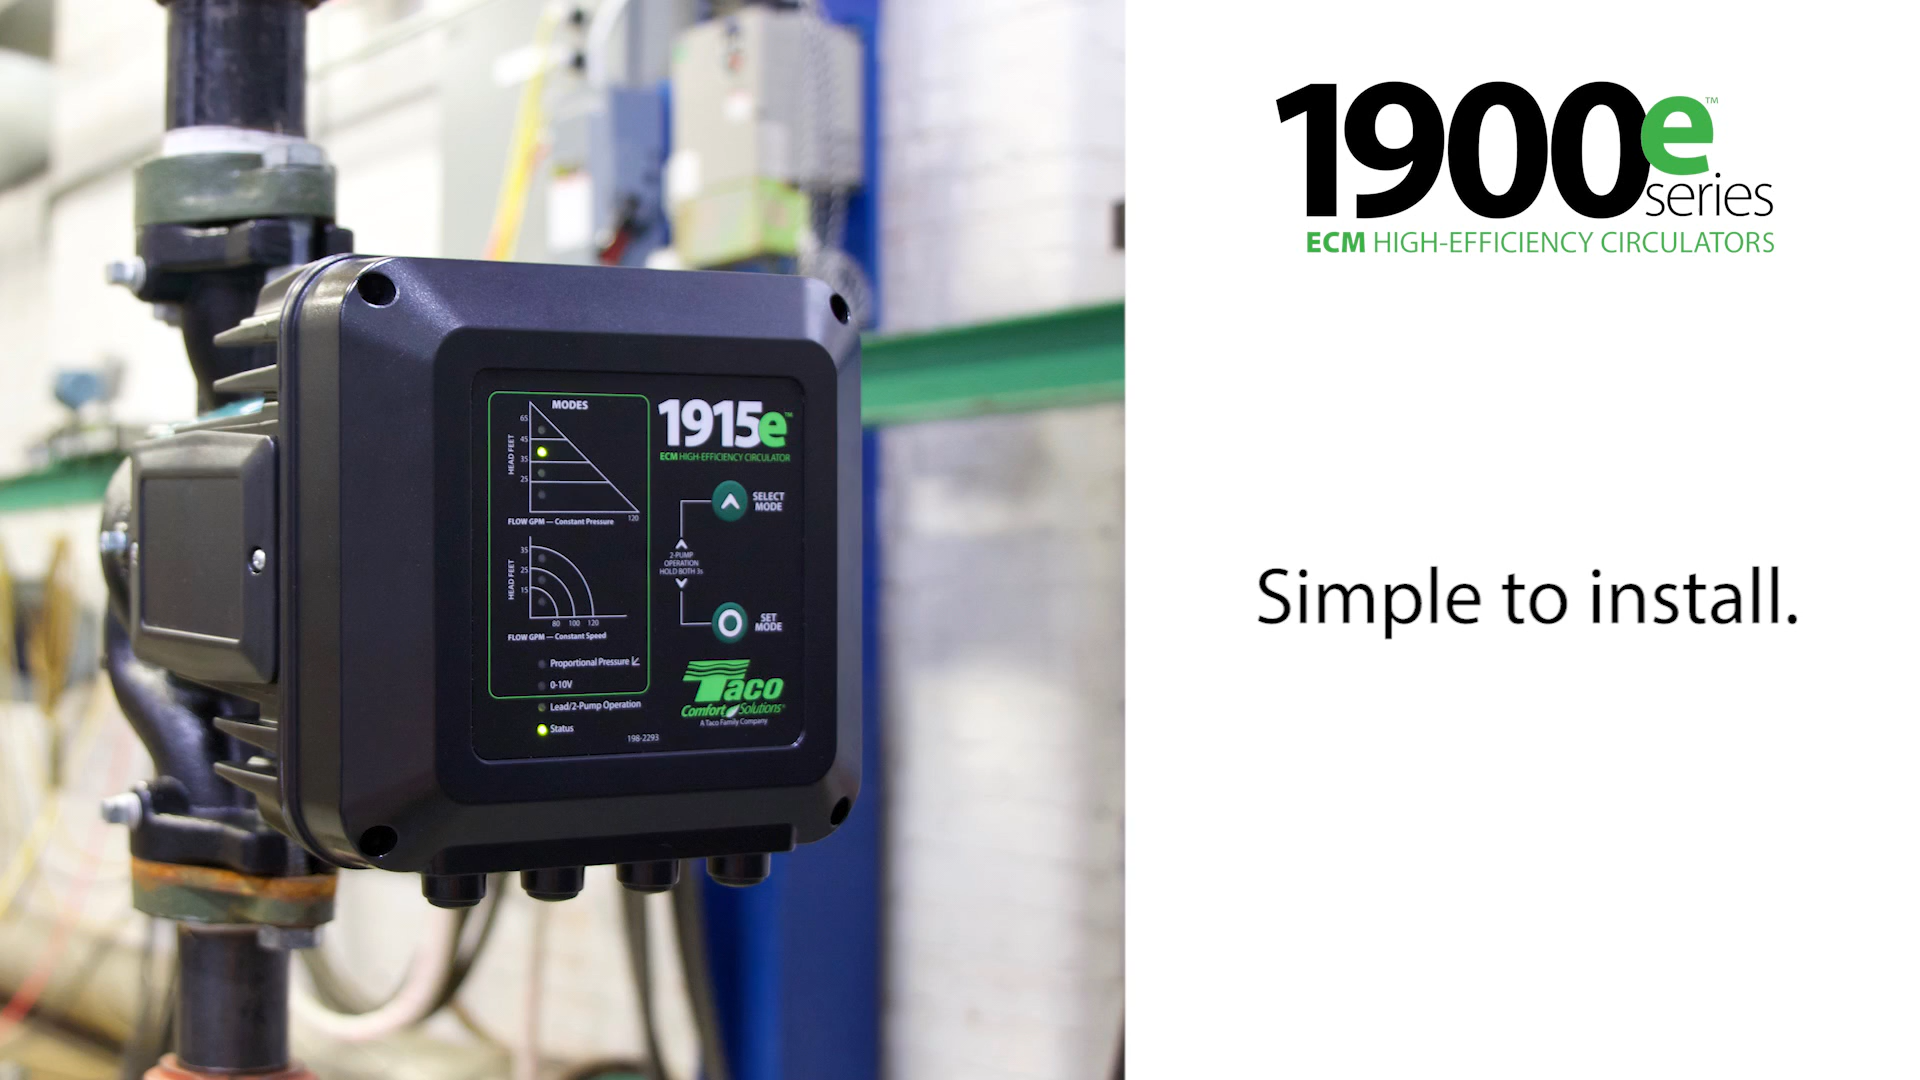 1900e™
series
ECM HIGH-EFFICIENCY CIRCULATORS
Simple to install.
MODES
65
45
35
25
HEAD FEET
120
FLOW GPM — Constant Pressure
35
25
15
HEAD FEET
80 100 120
FLOW GPM — Constant Speed
Proportional Pressure
0-10V
Lead/2-Pump Operation
Status
198-2293
1915e™
ECM HIGH-EFFICIENCY CIRCULATOR
SELECT
MODE
2-PUMP
OPERATION
HOLD BOTH 3s
SET
MODE
Taco
Comfort Solutions®
A Taco Family Company